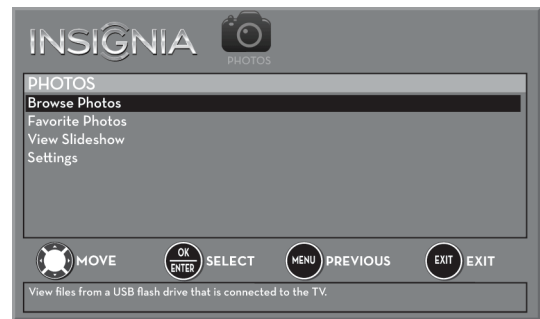 INSIGNIA
PHOTOS
PHOTOS
Browse Photos
Favorite Photos
View Slideshow
Settings
MOVE
OK
ENTER
SELECT
MENU
PREVIOUS
EXIT
EXIT
View files from a USB flash drive that is connected to the TV.